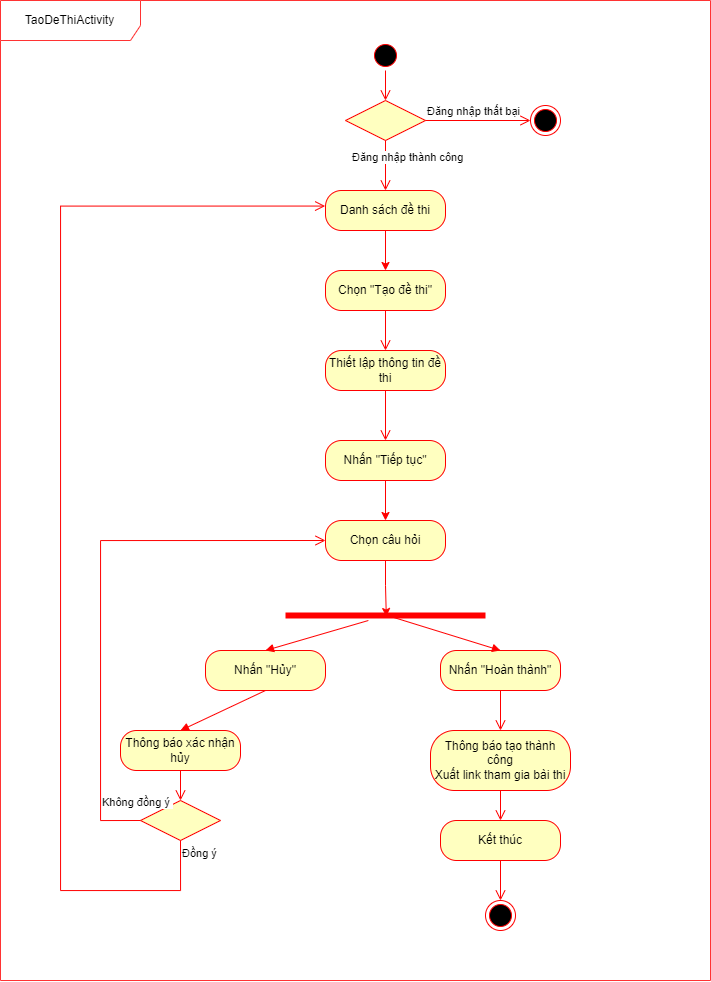 TaoDeThiActivity
Đăng nhập thất bại
Đăng nhập thành công
Danh sách đề thi
Chọn "Tạo đề thi"
Thiết lập thông tin đề
thi
Nhấn "Tiếp tục"
Chọn câu hỏi
Nhấn "Hủy"
Nhấn "Hoàn thành"
Thông báo xác nhận
hủy
Thông báo tạo thành
công
Xuất link tham gia bài thi
Không đồng ý
Đồng ý
Kết thúc